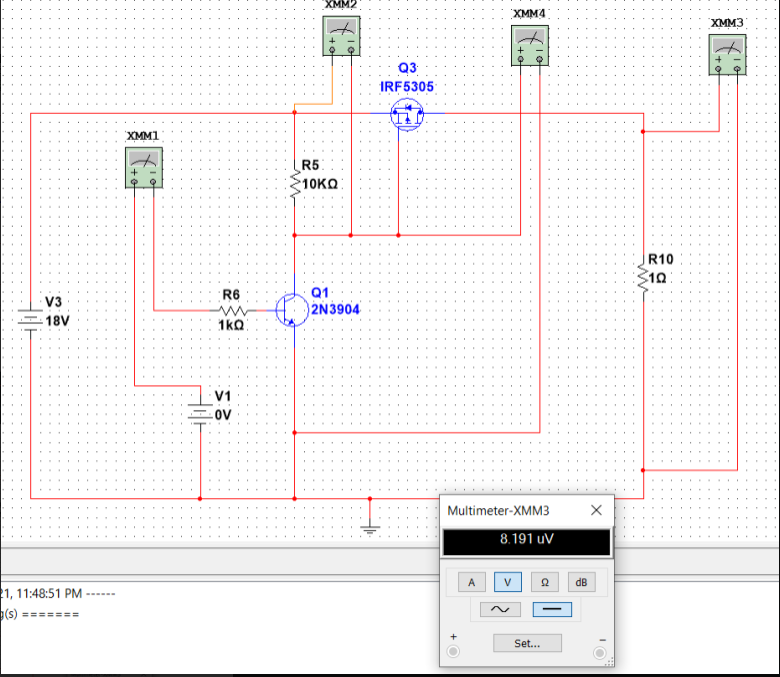 XMM2
XMM4
XMM3
Q3
IRF5305
XMM1
R5
10KΩ
R10
1Ω
V3
18V
R6
1kΩ
Q1
2N3904
V1
0V
Multimeter-XMM3
8.191 uV
A V Ω dB
Set...
21, 11:48:51 PM ------
g(s) =======